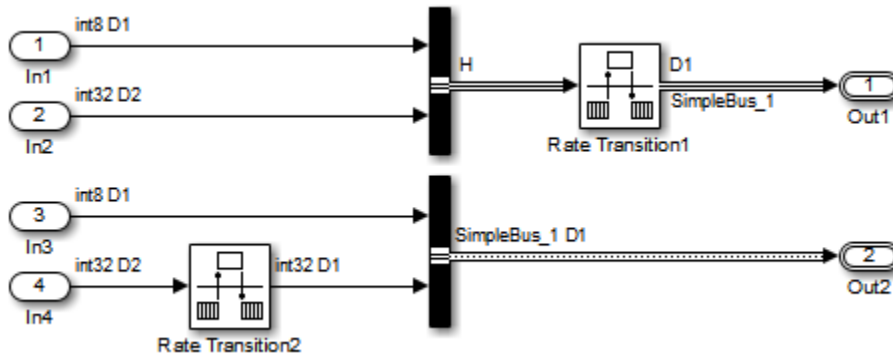 int8 D1
1
In1
int32 D2
2
In2
H
D1
SimpleBus_1
1
Out1
Rate Transition1
int8 D1
3
In3
int32 D2
4
In4
int32 D1
Rate Transition2
SimpleBus_1 D1
2
Out2